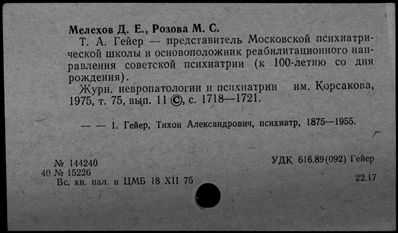 Мелехов Д. Е., Розова М. С.
Т. А. Гейер — представитель Московской психиатри-
ческой школы и основоположник реабилитационного нап-
равления советской психиатрии (к 100-летию со дня
рождения).
Журн. невропатологии и психиатрии им. Корсакова,
1975, т. 75, вып. 11 ©, с. 1718—1721.
— — 1. Гейер, Тихон Александрович, психиатр, 1875—1955.
№ 144240
УДК 616.89(092) Гейер
40 № 15226
Вс. кн. пал. и ЦМБ 18 XII 75
22.17